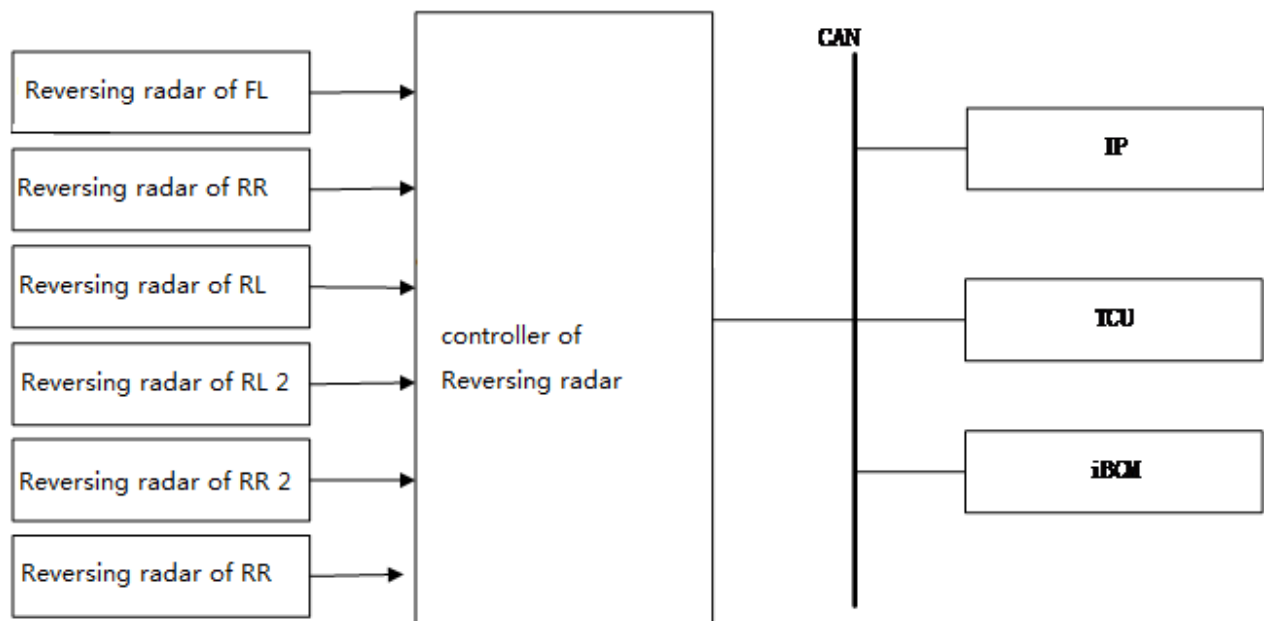 CAN
Reversing radar of FL
Reversing radar of RR
Reversing radar of RL
Reversing radar of RL 2
Reversing radar of RR 2
Reversing radar of RR
controller of
Reversing radar
IP
TCU
iBCM